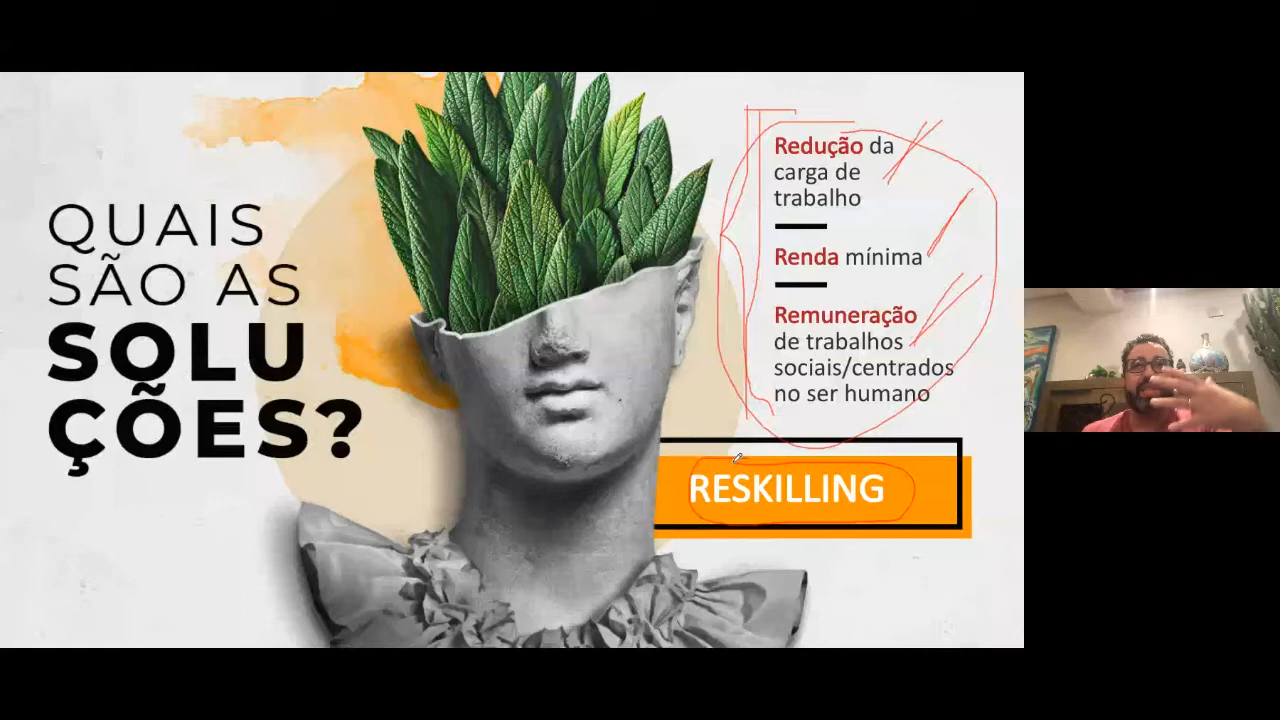 QUAIS
SÃO AS
SOLU
ÇÕES?
Redução da
carga de
trabalho
Renda mínima
Remuneração
de trabalhos
sociais/centrados
no ser humano
RESKILLING